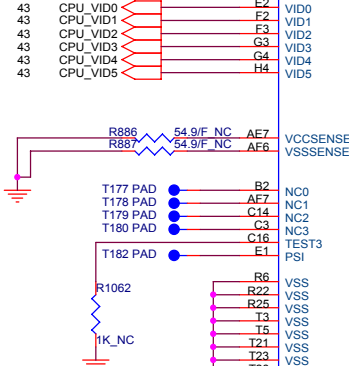 43 CPU_VID0 E2 VID0
43 CPU_VID1 F2 VID1
43 CPU_VID2 F3 VID2
43 CPU_VID3 G3 VID3
43 CPU_VID4 G4 VID4
43 CPU_VID5 H4 VID5
R886 54.9/F_NC AE7 VCCSENSE
R887 54.9/F_NC AF6 VSSSENSE
T177 PAD B2 NC0
T178 PAD AF7 NC1
T179 PAD C14 NC2
T180 PAD C3 NC3
C16 TEST3
T182 PAD E1 PSI
R6 VSS
R1062 R22 VSS
R25 VSS
T3 VSS
T5 VSS
1K_NC T21 VSS
T23 VSS